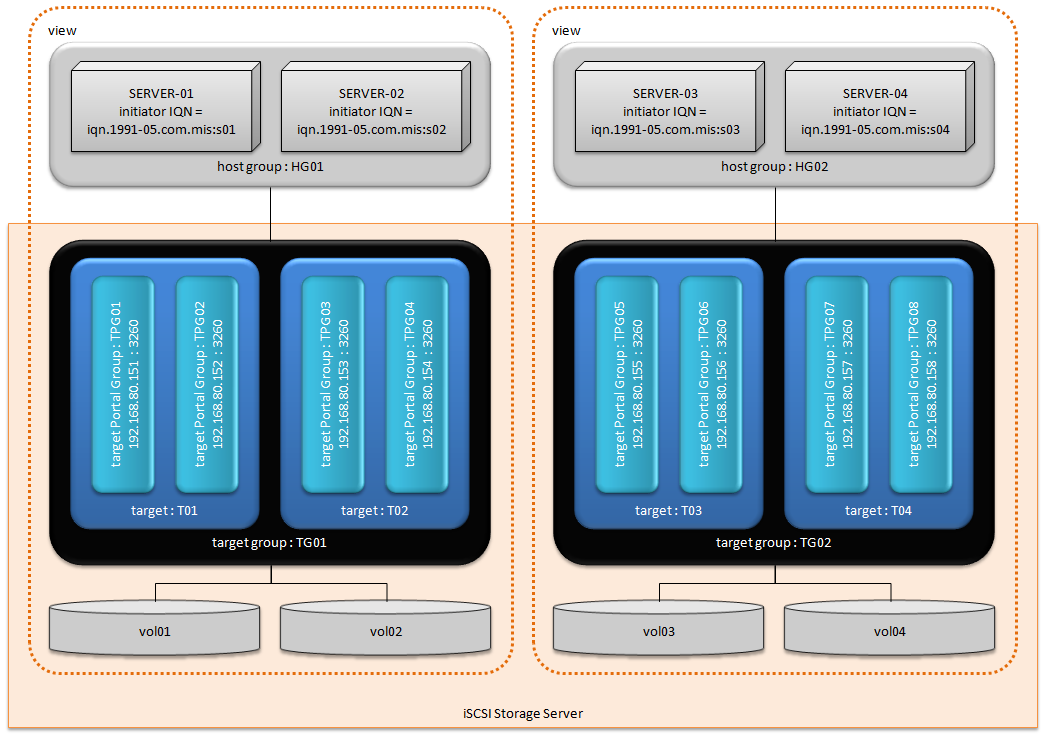 view
SERVER-01
initiator IQN =
iqn.1991-05.com.mis:s01
SERVER-02
initiator IQN =
iqn.1991-05.com.mis:s02
host group : HG01
target Portal Group : TPG01
192.168.80.151 : 3260
target Portal Group : TPG02
192.168.80.152 : 3260
target : T01
target Portal Group : TPG03
192.168.80.153 : 3260
target Portal Group : TPG04
192.168.80.154 : 3260
target : T02
target group : TG01
vol01
vol02
view
SERVER-03
initiator IQN =
iqn.1991-05.com.mis:s03
SERVER-04
initiator IQN =
iqn.1991-05.com.mis:s04
host group : HG02
target Portal Group : TPG05
192.168.80.155 : 3260
target Portal Group : TPG06
192.168.80.156 : 3260
target : T03
target Portal Group : TPG07
192.168.80.157 : 3260
target Portal Group : TPG08
192.168.80.158 : 3260
target : T04
target group : TG02
vol03
vol04
iSCSI Storage Server